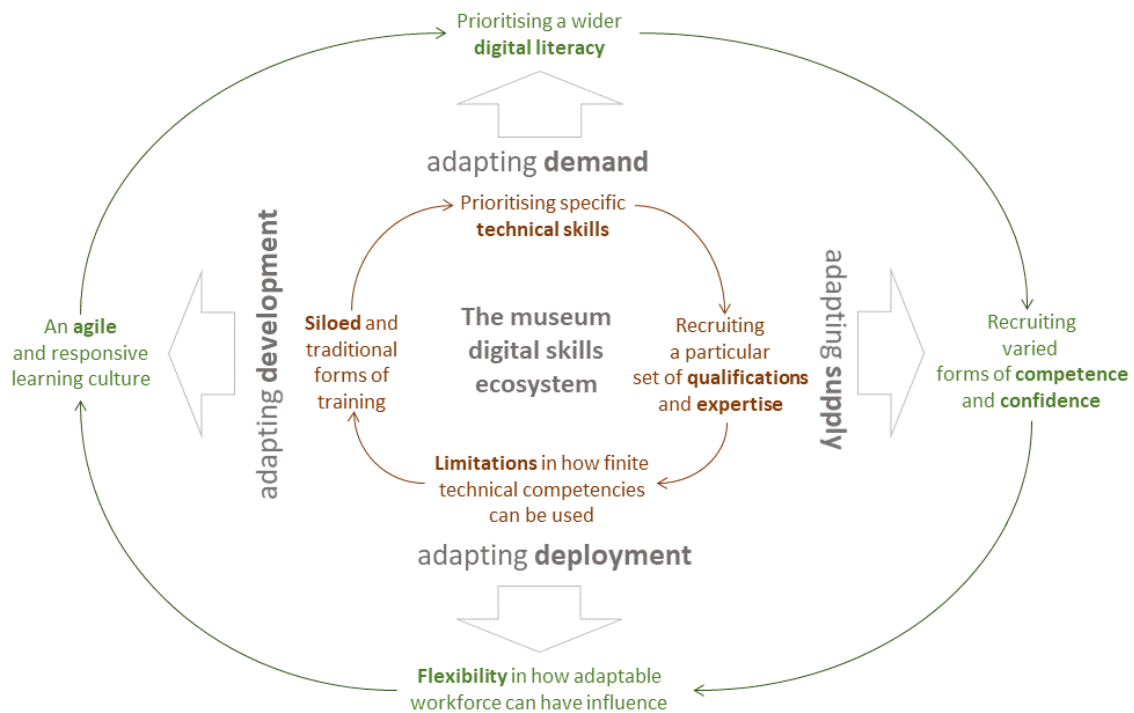 Prioritising a wider
digital literacy
adapting demand
Prioritising specific
technical skills
adapting development
An agile
and responsive
learning culture
Siloed and
traditional
forms of
training
The museum
digital skills
ecosystem
Recruiting
a particular
set of qualifications
and expertise
adapting supply
Recruiting
varied
forms of competence
and confidence
Limitations in how finite
technical competencies
can be used
adapting deployment
Flexibility in how adaptable
workforce can have influence